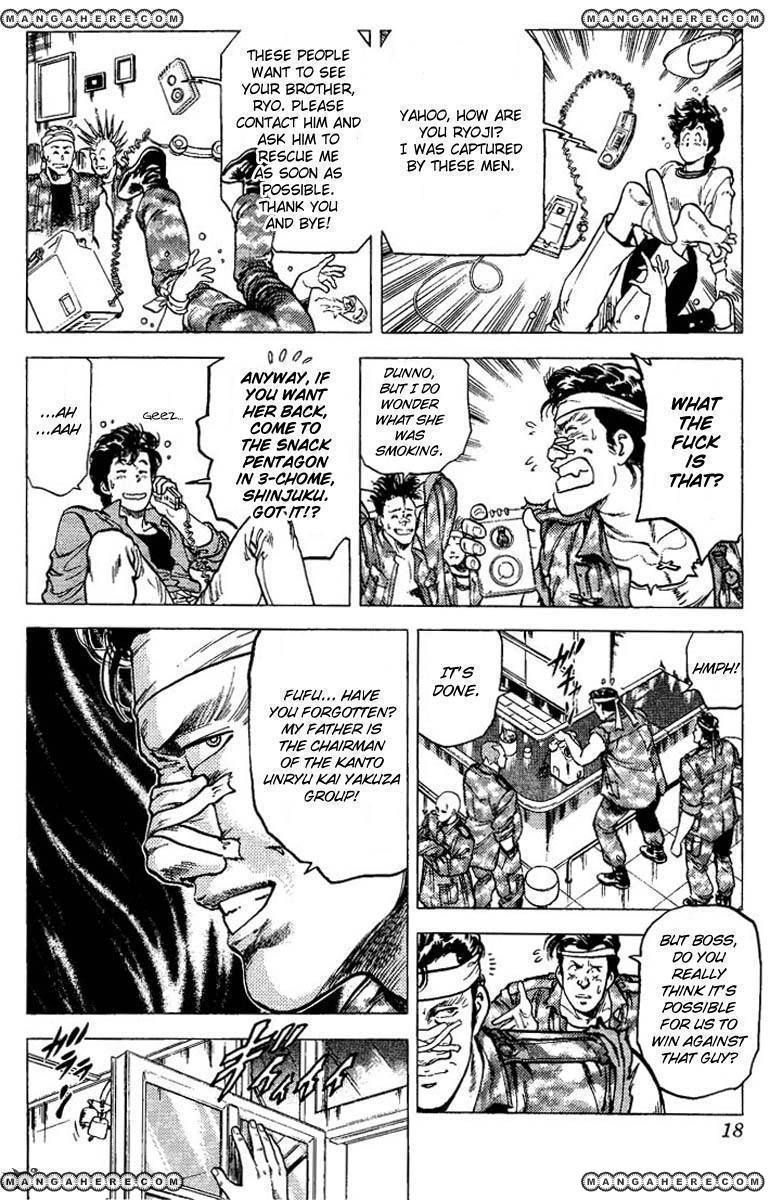 MANGAHERE.COM
MANGAHERE.COM
YAHOO, HOW ARE
YOU RYOJI?
I WAS CAPTURED
BY THESE MEN.
THESE PEOPLE
WANT TO SEE
YOUR BROTHER,
RYO. PLEASE
CONTACT HIM AND
ASK HIM TO
RESCUE ME
AS SOON AS
POSSIBLE.
THANK YOU
AND BYE!
WHAT
THE
FUCK
IS
THAT?
DUNNO,
BUT I DO
WONDER
WHAT SHE
WAS
SMOKING.
ANYWAY, IF
YOU WANT
HER BACK,
COME TO
THE SNACK
PENTAGON
IN 3-CHOME,
SHINJUKU.
GOT IT!?
GEEZ...
...AH
...AAH
HMPH!
IT'S
DONE.
BUT BOSS,
DO YOU
REALLY
THINK IT'S
POSSIBLE
FOR US TO
WIN AGAINST
THAT GUY?
FUFU... HAVE
YOU FORGOTTEN?
MY FATHER IS
THE CHAIRMAN
OF THE KANTO
UNRYU KAI YAKUZA
GROUP!
18
MANGAHERE.COM
MANGAHERE.COM